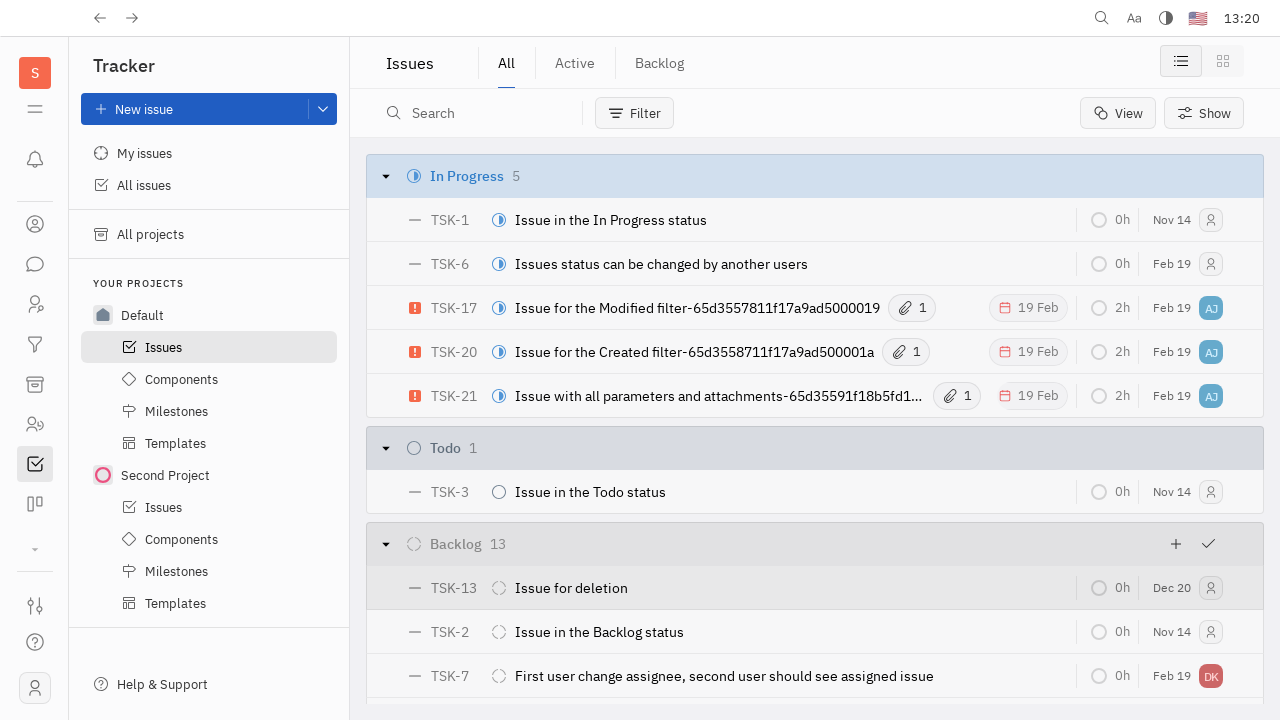 Aa 13:20
S
Tracker
New issue
My issues
All issues
All projects
YOUR PROJECTS
Default
Issues
Components
Milestones
Templates
Second Project
Issues
Components
Milestones
Templates
Help & Support
Issues All Active Backlog
Search Filter View Show
In Progress 5
TSK-1 Issue in the In Progress status 0h Nov 14
TSK-6 Issues status can be changed by another users 0h Feb 19
TSK-17 Issue for the Modified filter-65d3557811f17a9ad5000019 1 19 Feb 2h Feb 19 AJ
TSK-20 Issue for the Created filter-65d3558711f17a9ad500001a 1 19 Feb 2h Feb 19 AJ
TSK-21 Issue with all parameters and attachments-65d35591f18b5fd1... 1 19 Feb 2h Feb 19 AJ
Todo 1
TSK-3 Issue in the Todo status 0h Nov 14
Backlog 13
TSK-13 Issue for deletion 0h Dec 20
TSK-2 Issue in the Backlog status 0h Nov 14
TSK-7 First user change assignee, second user should see assigned issue 0h Feb 19 DK